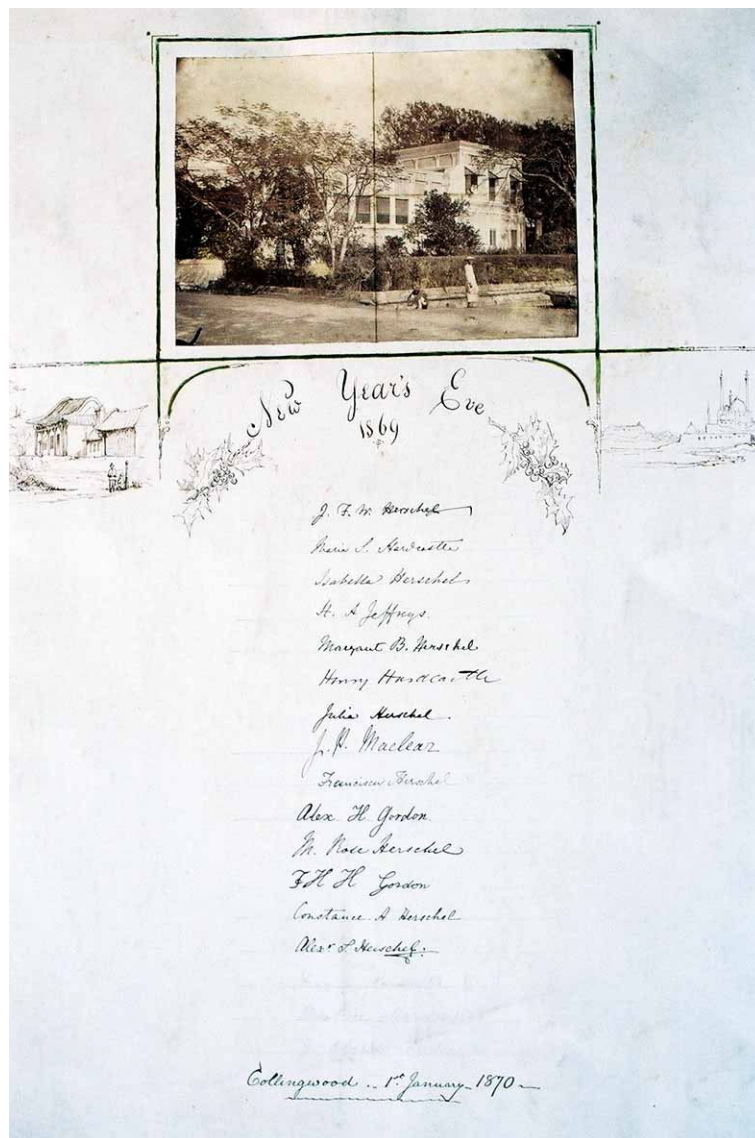 New Year's Eve
1869
J. F. W. Herschel
Maria S. Hardcastle
Isabella Herschel
H. A. Jeffreys.
Margaret B. Herschel
Henry Hardcastle
Julia Herschel.
J. P. Maclear
Francisca Herschel
Alex H Gordon
M. Rose Herschel
F H H Gordon
Constance A Herschel
Alexr S. Herschel.
Collingwood .. 1st January 1870